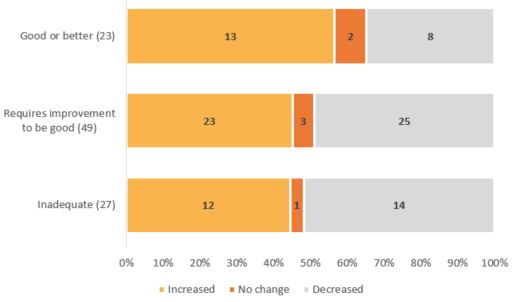 Good or better (23)
13 2 8
Requires improvement
to be good (49)
23 3 25
Inadequate (27)
12 1 14
0% 10% 20% 30% 40% 50% 60% 70% 80% 90% 100%
Increased No change Decreased